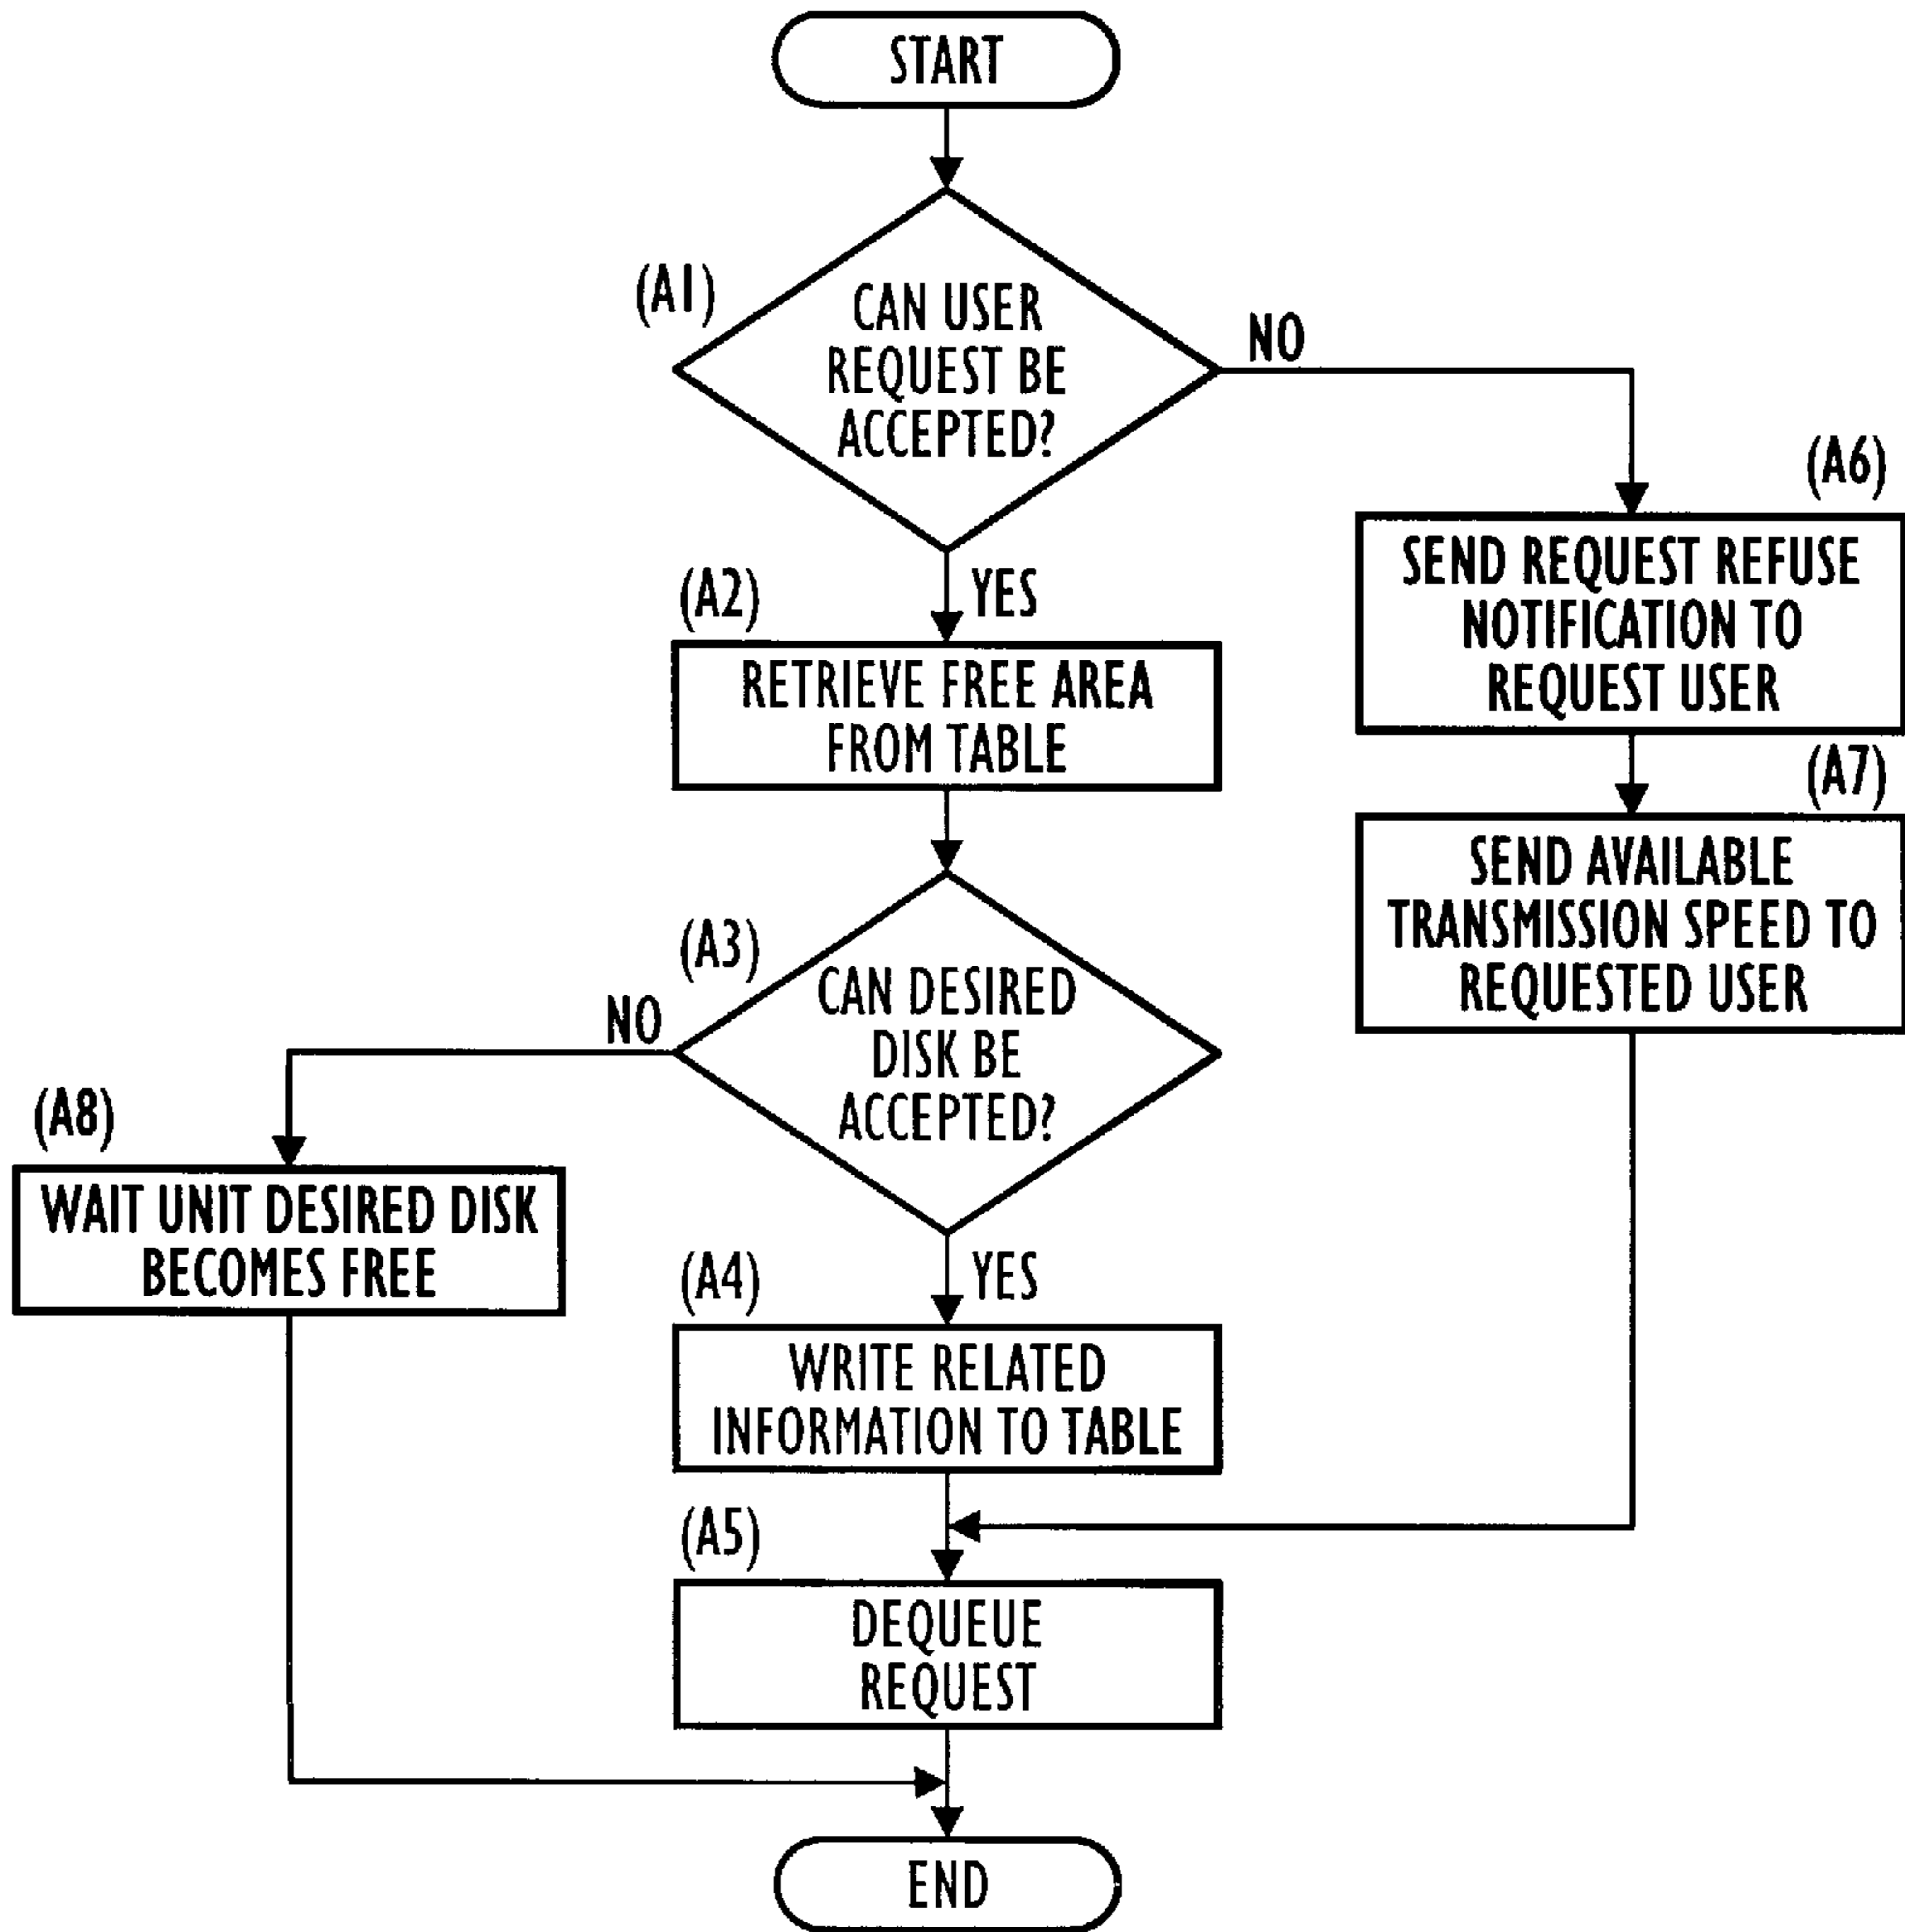 START
(A1)
CAN USER
REQUEST BE
ACCEPTED?
NO
(A6)
SEND REQUEST REFUSE
NOTIFICATION TO
REQUEST USER
(A2)
YES
RETRIEVE FREE AREA
FROM TABLE
(A7)
SEND AVAILABLE
TRANSMISSION SPEED TO
REQUESTED USER
(A3)
CAN DESIRED
DISK BE
ACCEPTED?
NO
(A8)
WAIT UNIT DESIRED DISK
BECOMES FREE
(A4)
YES
WRITE RELATED
INFORMATION TO TABLE
(A5)
DEQUEUE
REQUEST
END